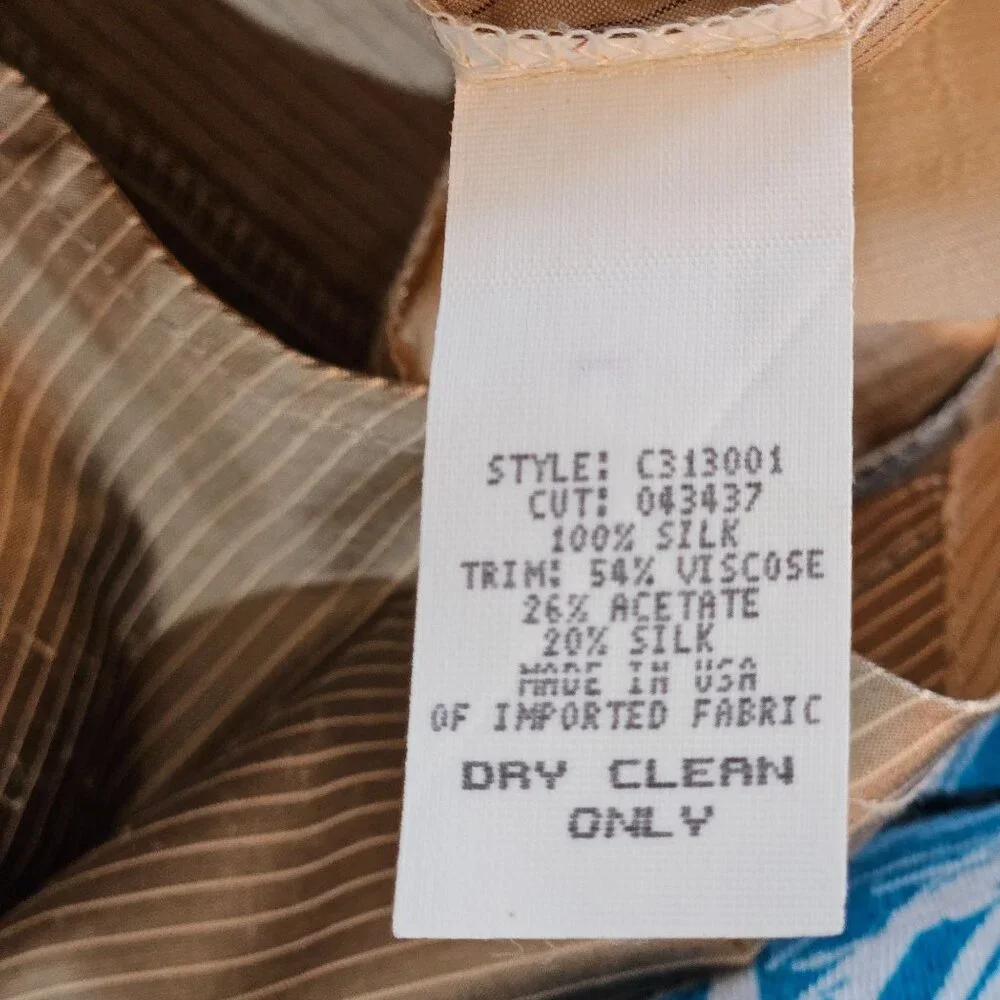 STYLE: C313001
CUT: 043437
100% SILK
TRIM: 54% VISCOSE
26% ACETATE
20% SILK
MADE IN USA
OF IMPORTED FABRIC
DRY CLEAN
ONLY